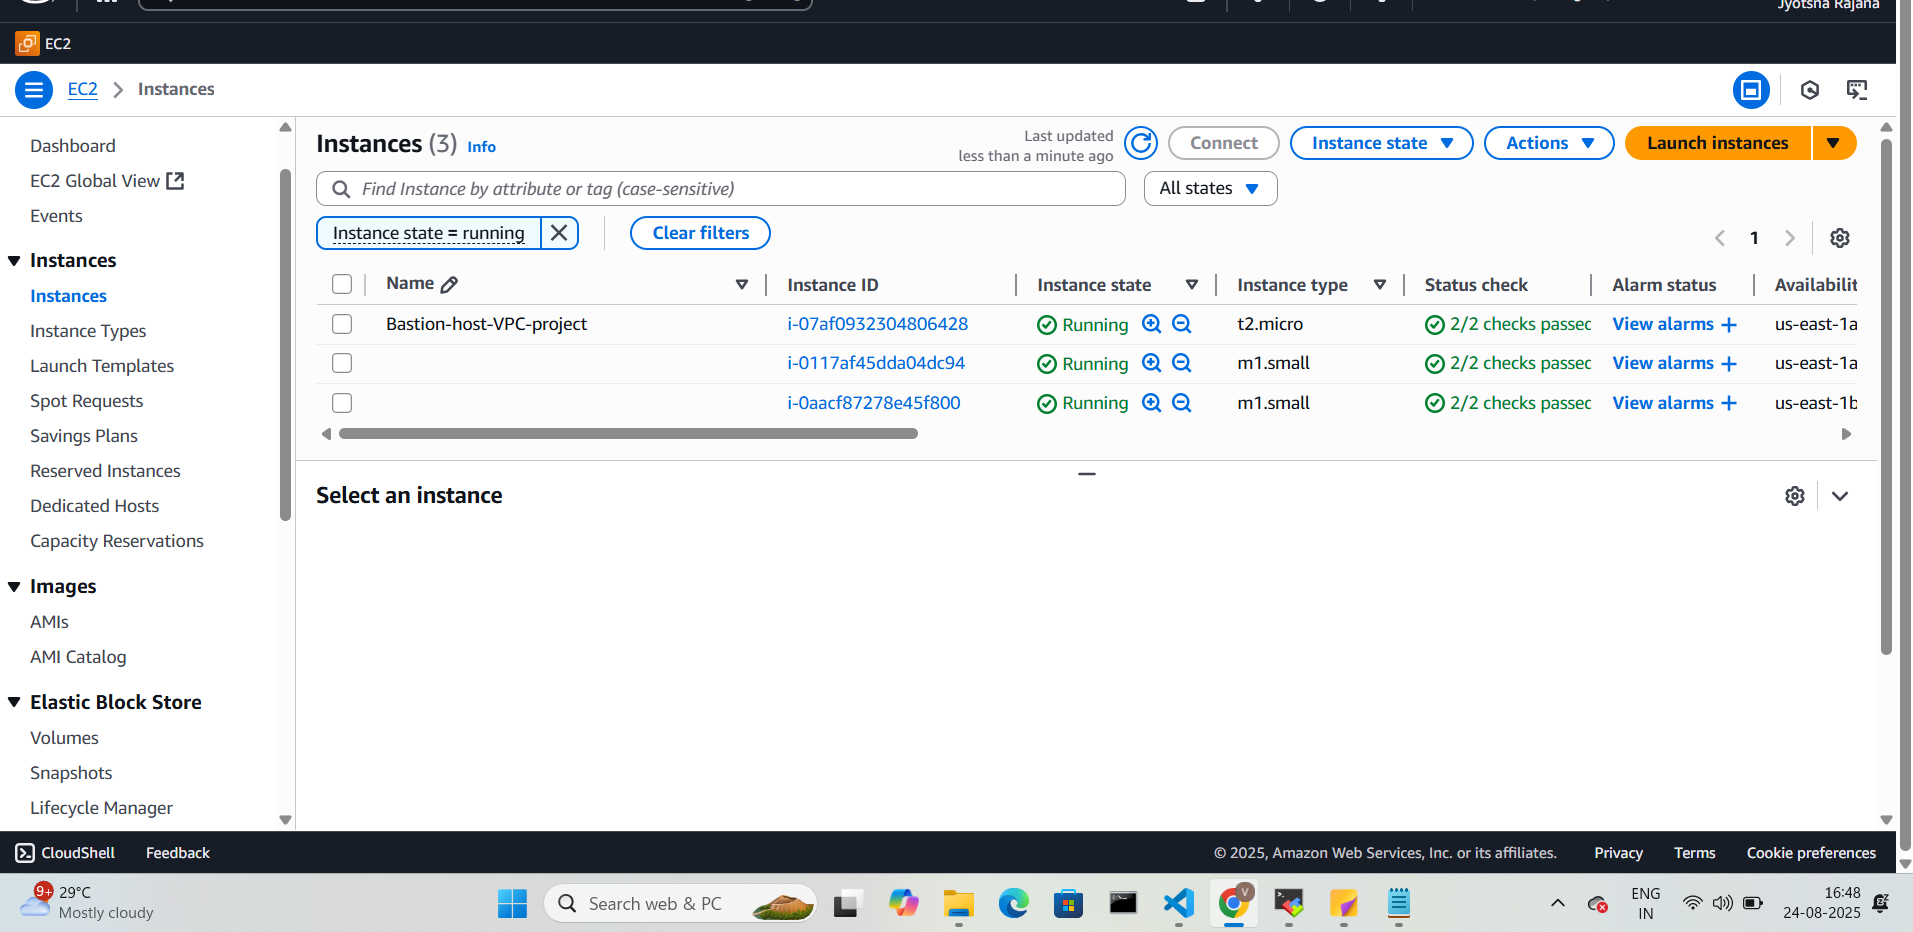 Jyotsna Rajana
EC2
EC2 Instances
Dashboard
EC2 Global View
Events
Instances
Instances
Instance Types
Launch Templates
Spot Requests
Savings Plans
Reserved Instances
Dedicated Hosts
Capacity Reservations
Images
AMIs
AMI Catalog
Elastic Block Store
Volumes
Snapshots
Lifecycle Manager
Instances (3) Info
Last updated
less than a minute ago
Connect Instance state Actions Launch instances
Find Instance by attribute or tag (case-sensitive) All states
Instance state = running Clear filters
1
Name Instance ID Instance state Instance type Status check Alarm status Availabilit
Bastion-host-VPC-project i-07af0932304806428 Running t2.micro 2/2 checks passed View alarms + us-east-1a
i-0117af45dda04dc94 Running m1.small 2/2 checks passed View alarms + us-east-1a
i-0aacf87278e45f800 Running m1.small 2/2 checks passed View alarms + us-east-1b
Select an instance
CloudShell Feedback © 2025, Amazon Web Services, Inc. or its affiliates. Privacy Terms Cookie preferences
9+ 29°C
Mostly cloudy
Search web & PC
V
ENG
IN
16:48
24-08-2025